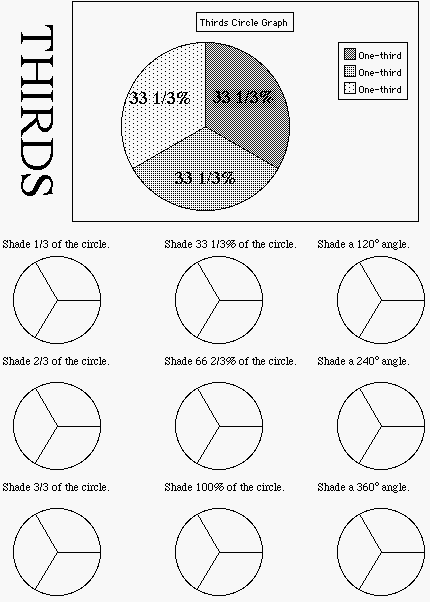 THIRDS
Thirds Circle Graph
33 1/3%
33 1/3%
33 1/3%
One-third
One-third
One-third
Shade 1/3 of the circle.
Shade 33 1/3% of the circle.
Shade a 120° angle.
Shade 2/3 of the circle.
Shade 66 2/3% of the circle.
Shade a 240° angle.
Shade 3/3 of the circle.
Shade 100% of the circle.
Shade a 360° angle.